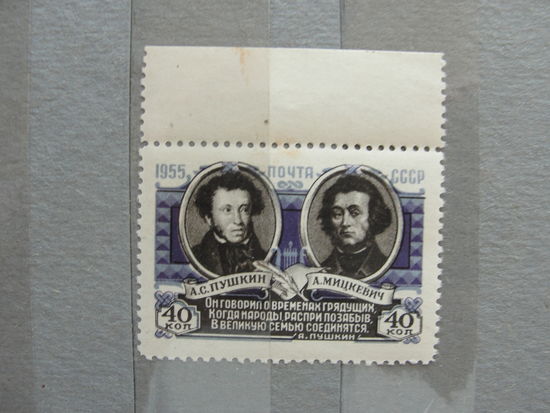 1955 ПОЧТА СССР
А.С.ПУШКИН А.МИЦКЕВИЧ
40 КОП ОН ГОВОРИЛ О ВРЕМЕНАХ ГРЯДУЩИХ, 40 КОП
КОГДА НАРОДЫ РАСПРИ ПОЗАБЫВ,
В ВЕЛИКУЮ СЕМЬЮ СОЕДИНЯТСЯ.
А.ПУШКИН